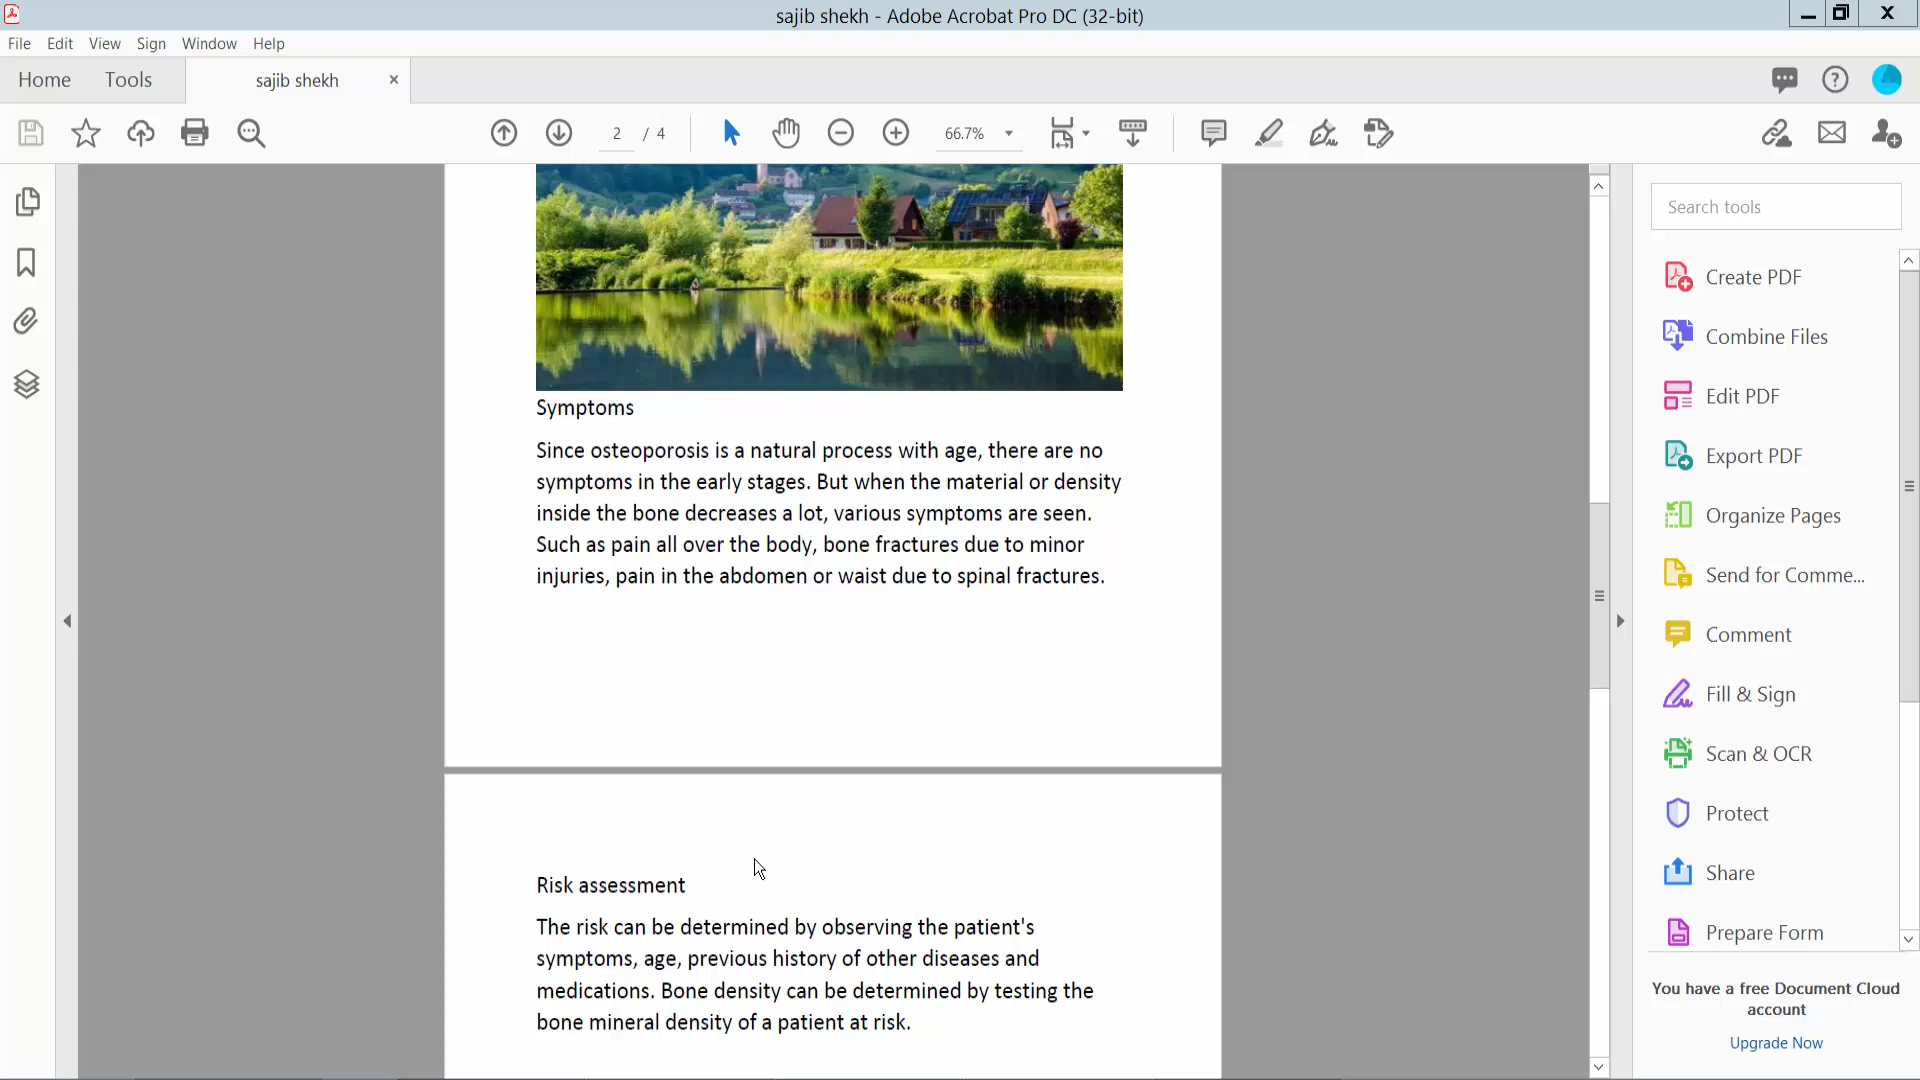 sajib shekh - Adobe Acrobat Pro DC (32-bit)
File Edit View Sign Window Help
Home Tools sajib shekh
2 / 4 66.7%
Search tools
Create PDF
Combine Files
Edit PDF
Export PDF
Organize Pages
Send for Comme...
Comment
Fill & Sign
Scan & OCR
Protect
Share
Prepare Form
You have a free Document Cloud
account
Upgrade Now
Symptoms
Since osteoporosis is a natural process with age, there are no
symptoms in the early stages. But when the material or density
inside the bone decreases a lot, various symptoms are seen.
Such as pain all over the body, bone fractures due to minor
injuries, pain in the abdomen or waist due to spinal fractures.
Risk assessment
The risk can be determined by observing the patient's
symptoms, age, previous history of other diseases and
medications. Bone density can be determined by testing the
bone mineral density of a patient at risk.